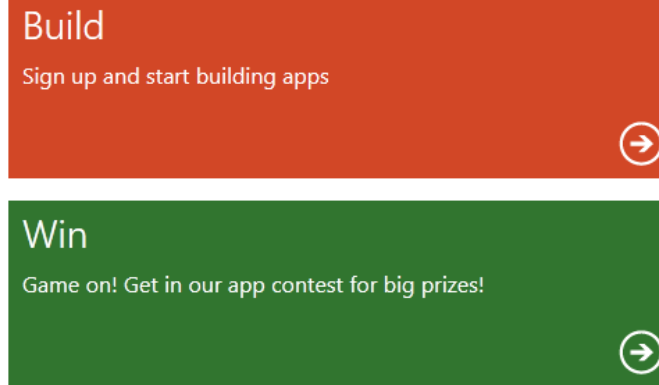 Build
Sign up and start building apps
Win
Game on! Get in our app contest for big prizes!